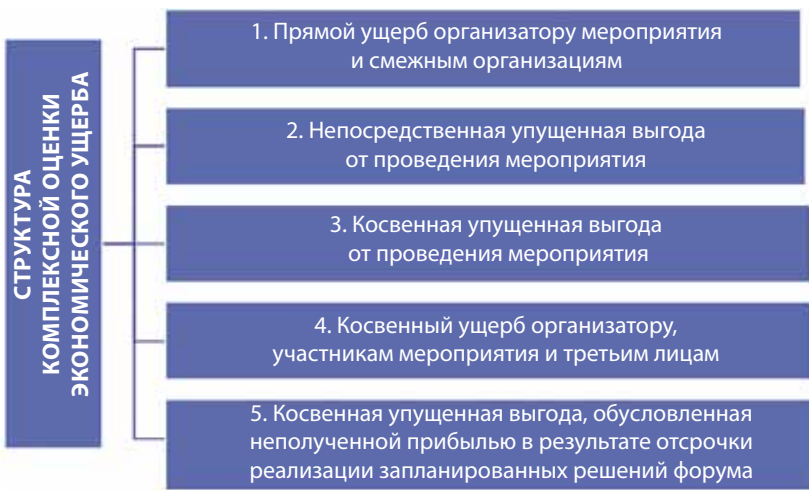 СТРУКТУРА
КОМПЛЕКСНОЙ ОЦЕНКИ
ЭКОНОМИЧЕСКОГО УЩЕРБА
1. Прямой ущерб организатору мероприятия
и смежным организациям
2. Непосредственная упущенная выгода
от проведения мероприятия
3. Косвенная упущенная выгода
от проведения мероприятия
4. Косвенный ущерб организатору,
участникам мероприятия и третьим лицам
5. Косвенная упущенная выгода, обусловленная
неполученной прибылью в результате отсрочки
реализации запланированных решений форума